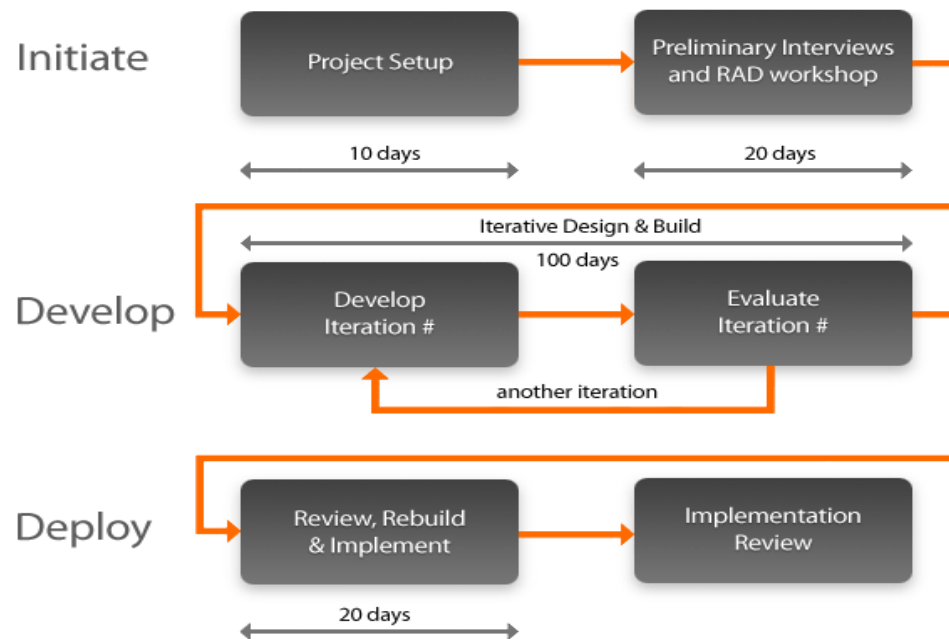 Initiate
Project Setup
Preliminary Interviews
and RAD workshop
10 days
20 days
Iterative Design & Build
100 days
Develop
Develop
Iteration #
Evaluate
Iteration #
another iteration
Deploy
Review, Rebuild
& Implement
Implementation
Review
20 days